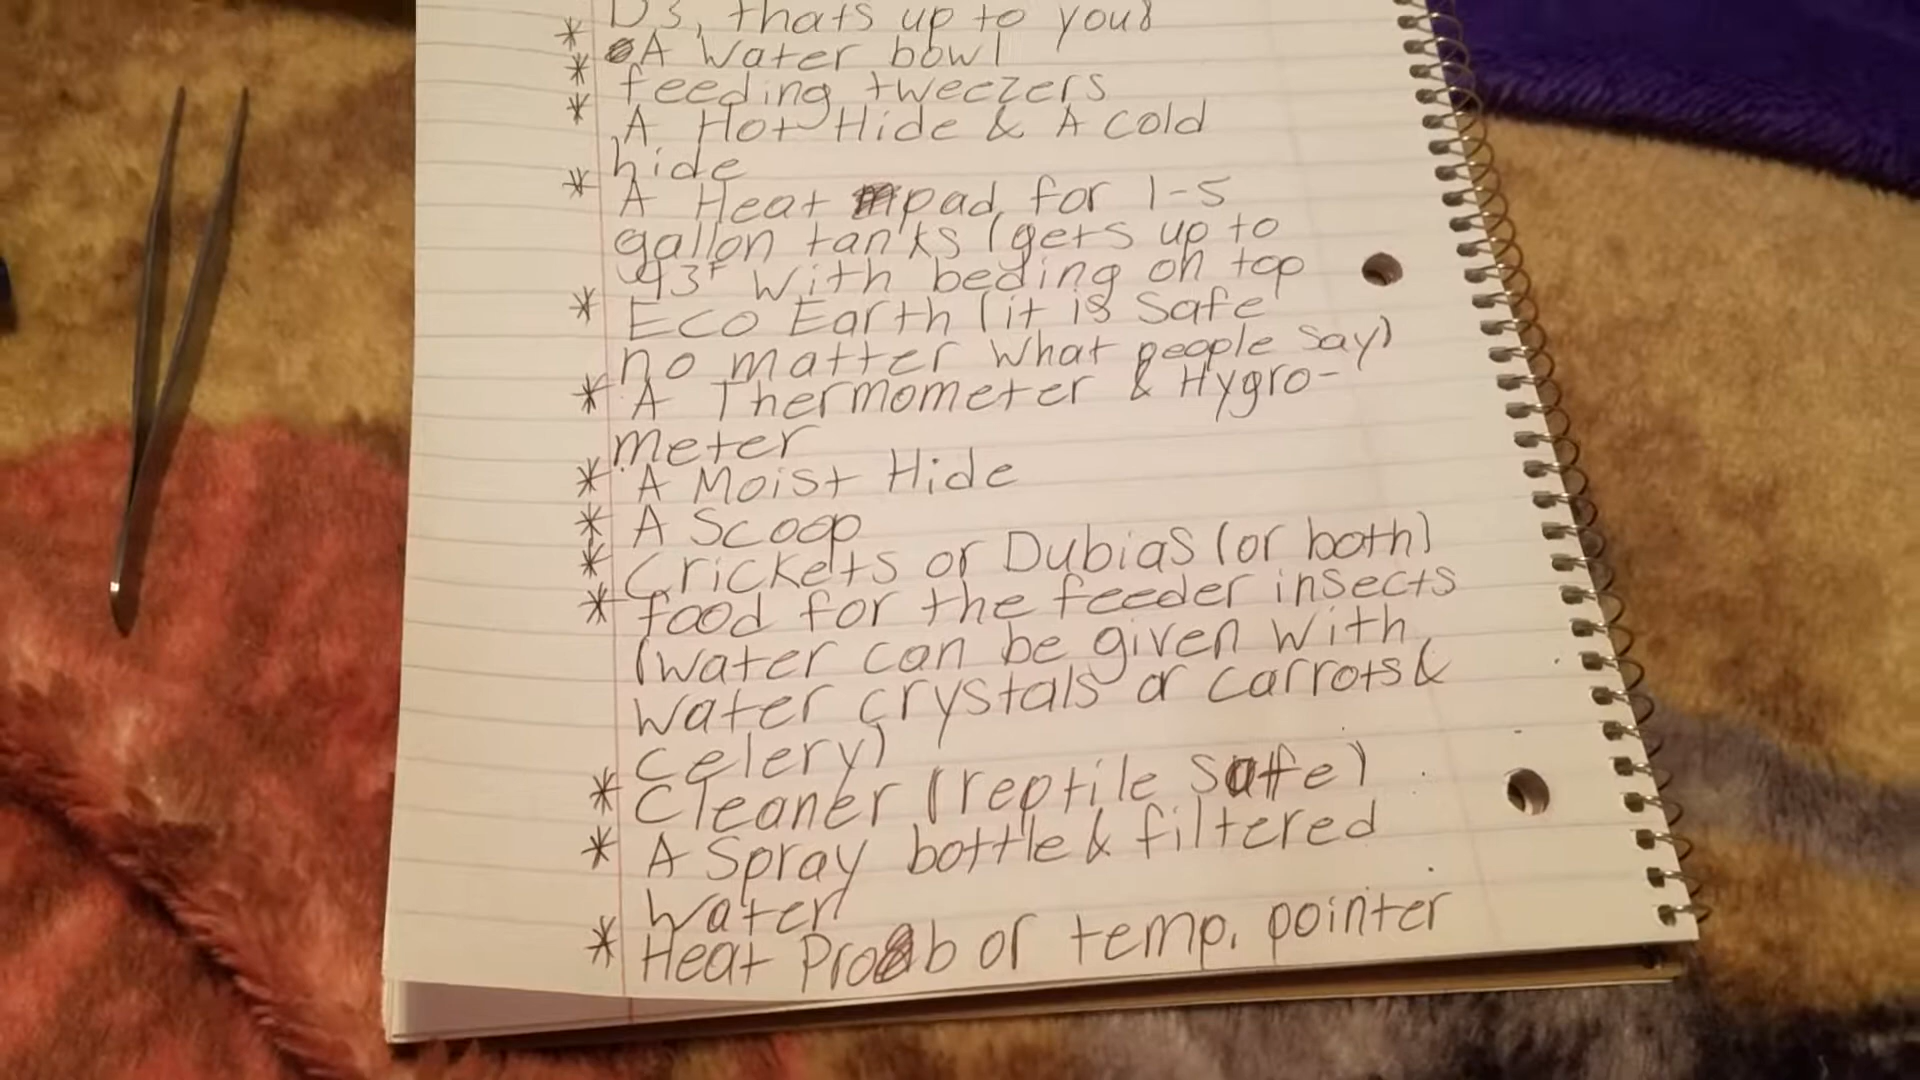 D3, thats up to you)
* A Water bowl
* feeding tweezers
* A Hot Hide & A cold
hide
* A Heat pad, for 1-5
gallon tanks (gets up to
93F With beding on top
* Eco Earth (it is Safe
no matter What people Say)
* A Thermometer & Hygro-
meter
* A Moist Hide
* A Scoop
* Crickets or Dubias (or both)
* food for the feeder insects
(water can be given With
Water crystals or carrots &
celery)
* Cleaner (reptile Safe)
* A Spray bottle & filtered
Water
* Heat Prob or temp. pointer